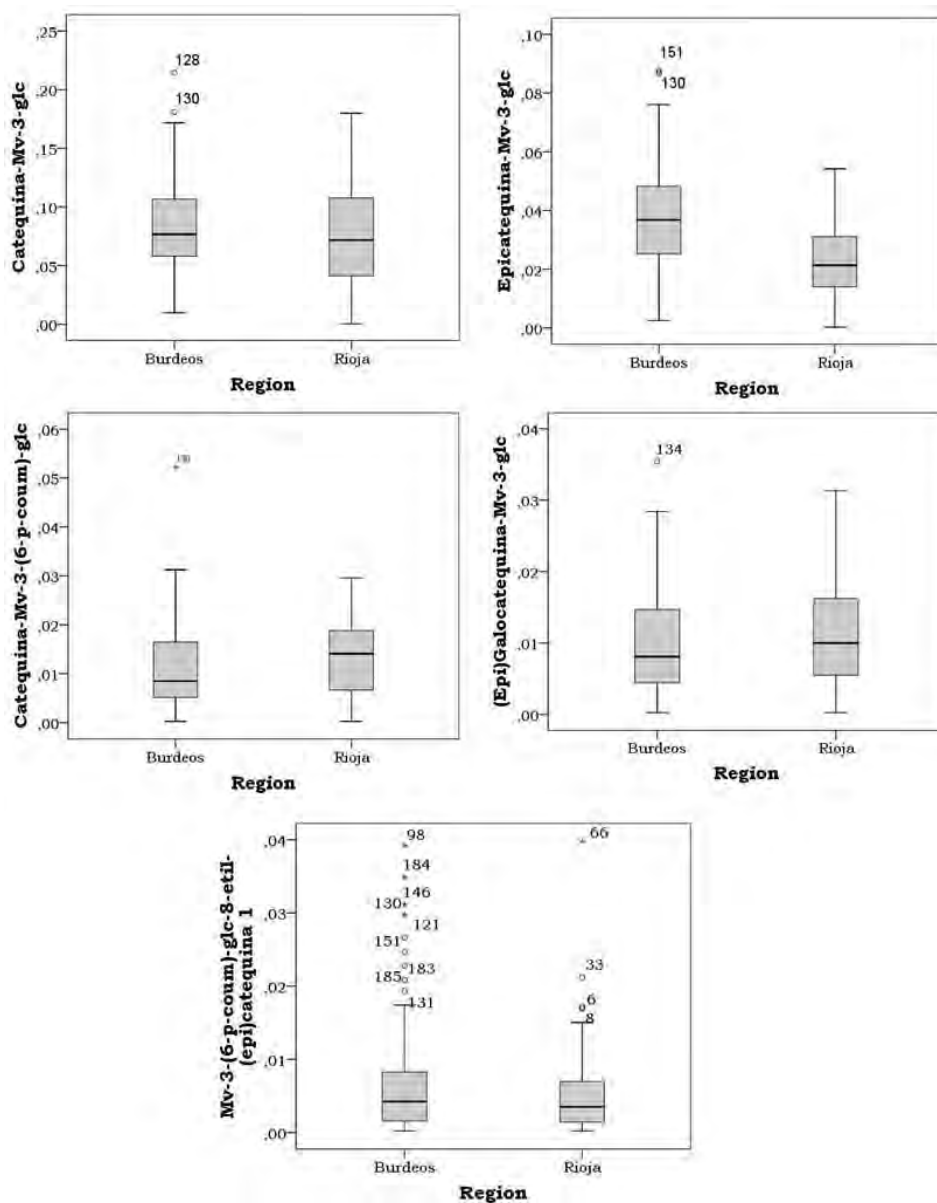 Catequina-Mv-3-glc
,25
,20
,15
,10
,05
,00
128
130
Burdeos
Rioja
Region
Epicatequina-Mv-3-glc
,10
,08
,06
,04
,02
,00
151
130
Burdeos
Rioja
Region
Catequina-Mv-3-(6-p-coum)-glc
,06
,05
,04
,03
,02
,01
,00
Burdeos
Rioja
Region
(Epi)Galocatequina-Mv-3-glc
,04
,03
,02
,01
,00
134
Burdeos
Rioja
Region
Mv-3-(6-p-coum)-glc-8-etil-
(epi)catequina 1
,04
,03
,02
,01
,00
98
184
146
130
121
151
183
185
131
66
33
6
8
Burdeos
Rioja
Region